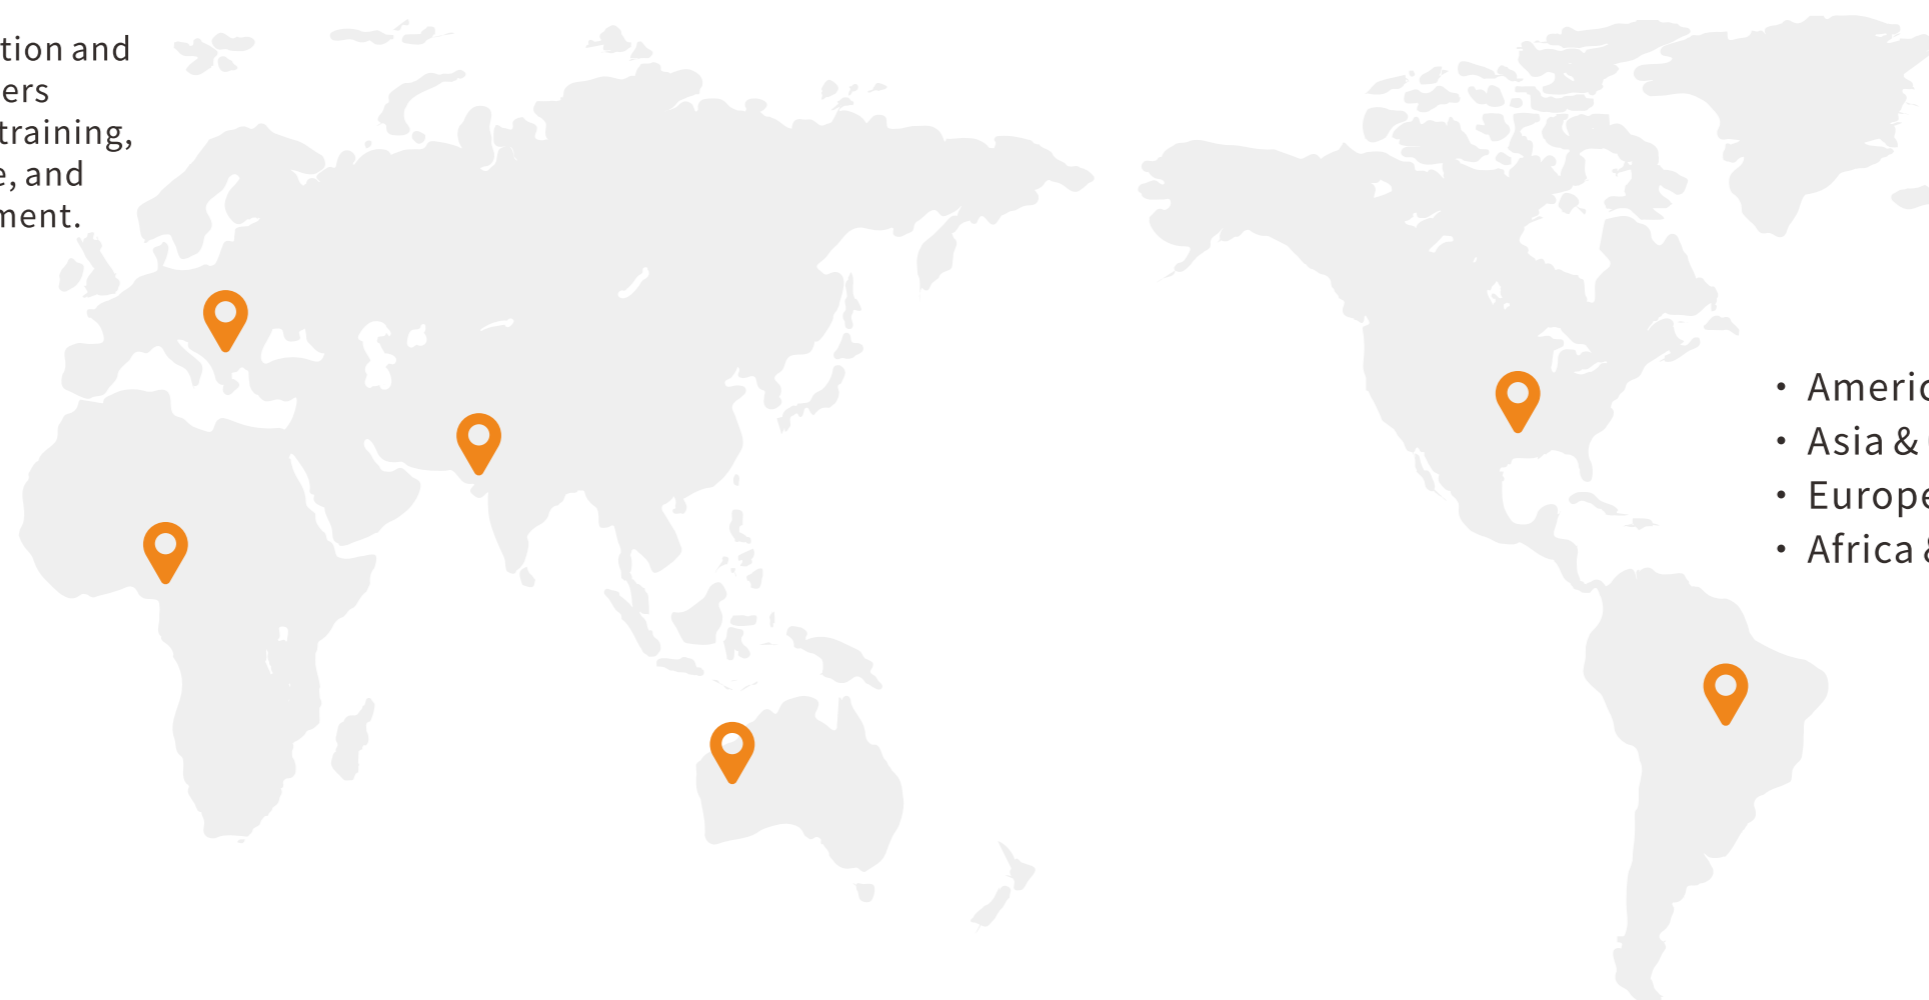 tion and
ers
training,
, and
ment.
• Americ
• Asia &
• Europe
• Africa